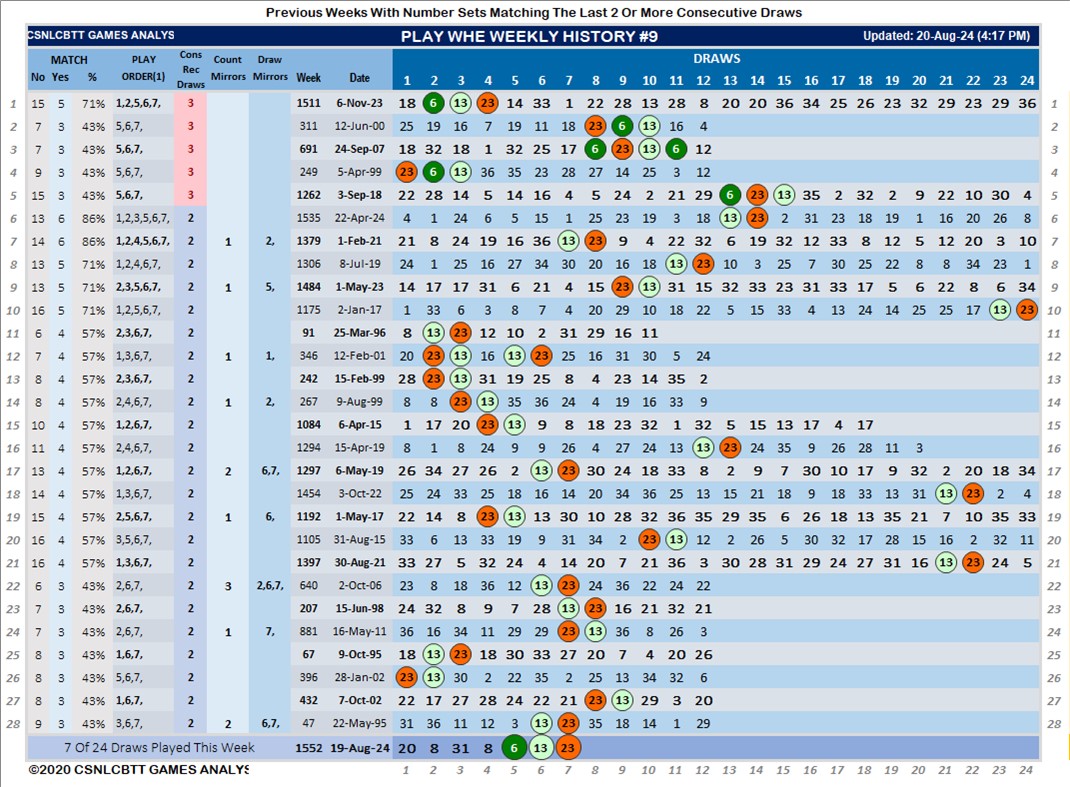 Previous Weeks With Number Sets Matching The Last 2 Or More Consecutive Draws
CSNLCBTT GAMES ANALYS PLAY WHE WEEKLY HISTORY #9 Updated: 20-Aug-24 (4:17 PM)
MATCH PLAY Cons Rec Draws Count Mirrors Draw Mirrors Week Date DRAWS
No Yes % ORDER(1) 1 2 3 4 5 6 7 8 9 10 11 12 13 14 15 16 17 18 19 20 21 22 23 24
1 15 5 71% 1,2,5,6,7, 3 1511 6-Nov-23 18 6 13 23 14 33 1 22 28 13 28 8 20 20 36 34 25 26 23 32 29 23 29 36 1
2 7 3 43% 5,6,7, 3 311 12-Jun-00 25 19 16 7 19 11 18 23 6 13 16 4 2
3 7 3 43% 5,6,7, 3 691 24-Sep-07 18 32 18 1 32 25 17 6 23 13 6 12 3
4 9 3 43% 5,6,7, 3 249 5-Apr-99 23 6 13 36 35 23 28 27 14 25 3 12 4
5 15 3 43% 5,6,7, 3 1262 3-Sep-18 22 28 14 5 14 16 4 5 24 2 21 29 6 23 13 35 2 32 2 9 22 10 30 4 5
6 13 6 86% 1,2,3,5,6,7, 2 1535 22-Apr-24 4 1 24 6 5 15 1 25 23 19 3 18 13 23 2 31 23 18 19 1 16 20 26 8 6
7 14 6 86% 1,2,4,5,6,7, 2 1 2, 1379 1-Feb-21 21 8 24 19 16 36 13 23 9 4 22 32 6 19 32 12 33 8 12 5 12 20 3 10 7
8 13 5 71% 1,2,4,6,7, 2 1306 8-Jul-19 24 1 25 16 27 34 30 20 16 18 13 23 10 3 25 7 30 25 22 8 8 34 23 1 8
9 13 5 71% 2,3,5,6,7, 2 1 5, 1484 1-May-23 14 17 17 31 6 21 4 15 23 13 31 15 32 33 23 31 33 17 5 6 22 8 6 34 9
10 16 5 71% 1,2,5,6,7, 2 1175 2-Jan-17 1 33 6 3 8 7 4 20 29 10 18 22 5 15 33 4 13 24 14 25 25 17 13 23 10
11 6 4 57% 2,3,6,7, 2 91 25-Mar-96 8 13 23 12 10 2 31 29 16 11 11
12 7 4 57% 1,3,6,7, 2 1 1, 346 12-Feb-01 20 23 13 16 13 23 25 16 31 30 5 24 12
13 8 4 57% 2,3,6,7, 2 242 15-Feb-99 28 23 13 31 19 25 8 4 23 14 35 2 13
14 8 4 57% 2,4,6,7, 2 1 2, 267 9-Aug-99 8 8 23 13 35 36 24 4 19 16 33 9 14
15 10 4 57% 1,2,6,7, 2 1084 6-Apr-15 1 17 20 23 13 9 8 18 23 32 1 32 5 15 13 17 4 17 15
16 11 4 57% 2,4,6,7, 2 1294 15-Apr-19 8 1 8 24 9 9 26 4 27 24 13 13 23 24 35 9 26 28 11 3 16
17 13 4 57% 1,2,6,7, 2 2 6,7, 1297 6-May-19 26 34 27 26 2 13 23 30 24 18 33 8 2 9 7 30 10 17 9 32 2 20 18 34 17
18 14 4 57% 1,3,6,7, 2 1454 3-Oct-22 25 24 33 25 18 16 14 20 34 36 25 13 15 21 18 9 18 33 13 31 13 23 2 4 18
19 15 4 57% 2,5,6,7, 2 1 6, 1192 1-May-17 22 14 8 23 13 13 30 10 28 32 36 35 29 35 6 26 18 13 35 21 7 10 35 33 19
20 16 4 57% 3,5,6,7, 2 1105 31-Aug-15 33 6 13 33 19 9 31 34 2 23 13 12 2 26 5 30 32 17 28 15 16 2 32 11 20
21 16 4 57% 1,3,6,7, 2 1397 30-Aug-21 33 27 5 32 24 4 14 20 7 21 36 3 30 28 31 29 24 27 31 16 13 23 24 5 21
22 6 3 43% 2,6,7, 2 3 2,6,7, 640 2-Oct-06 23 8 18 36 12 13 23 24 36 22 24 22 22
23 7 3 43% 2,6,7, 2 207 15-Jun-98 24 32 8 9 7 28 13 23 16 21 32 21 23
24 7 3 43% 2,6,7, 2 1 7, 881 16-May-11 36 16 34 11 29 29 23 13 36 8 26 3 24
25 8 3 43% 1,6,7, 2 67 9-Oct-95 18 13 23 18 30 33 27 20 7 4 20 26 25
26 8 3 43% 5,6,7, 2 396 28-Jan-02 23 13 30 2 22 35 2 25 13 34 32 6 26
27 8 3 43% 1,6,7, 2 432 7-Oct-02 22 17 27 28 24 22 21 23 13 29 3 20 27
28 9 3 43% 3,6,7, 2 2 6,7, 47 22-May-95 31 36 11 12 3 13 23 35 18 14 1 29 28
7 Of 24 Draws Played This Week 1552 19-Aug-24 20 8 31 8 6 13 23
©2020 CSNLCBTT GAMES ANALYS 1 2 3 4 5 6 7 8 9 10 11 12 13 14 15 16 17 18 19 20 21 22 23 24